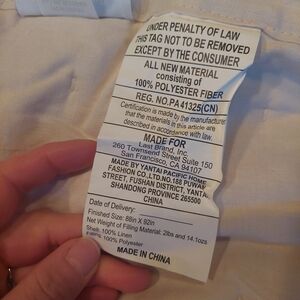 UNDER PENALTY OF LAW
THIS TAG NOT TO BE REMOVED
EXCEPT BY THE CONSUMER
ALL NEW MATERIAL
consisting of
100% POLYESTER FIBER
REG. NO.PA41325(CN)
Certification is made by the manufacturer
that the materials in this article are
described in accordance with law.
MADE FOR
Last Brand, Inc.
260 Townsend Street Suite 150
San Francisco, CA 94107
MADE BY YANTAI PACIFIC HOME
FASHION CO.,LTD.NO.188 PUWAN
STREET, FUSHAN DISTRICT, YANTAI,
SHANDONG PROVINCE 265500
CHINA
Date of Delivery:
Finished Size: 88in X 92in
Net Weight of Filling Material: 2lbs and 14.1ozs
Shell: 100% Linen
100% Polyester
MADE IN
CHINA